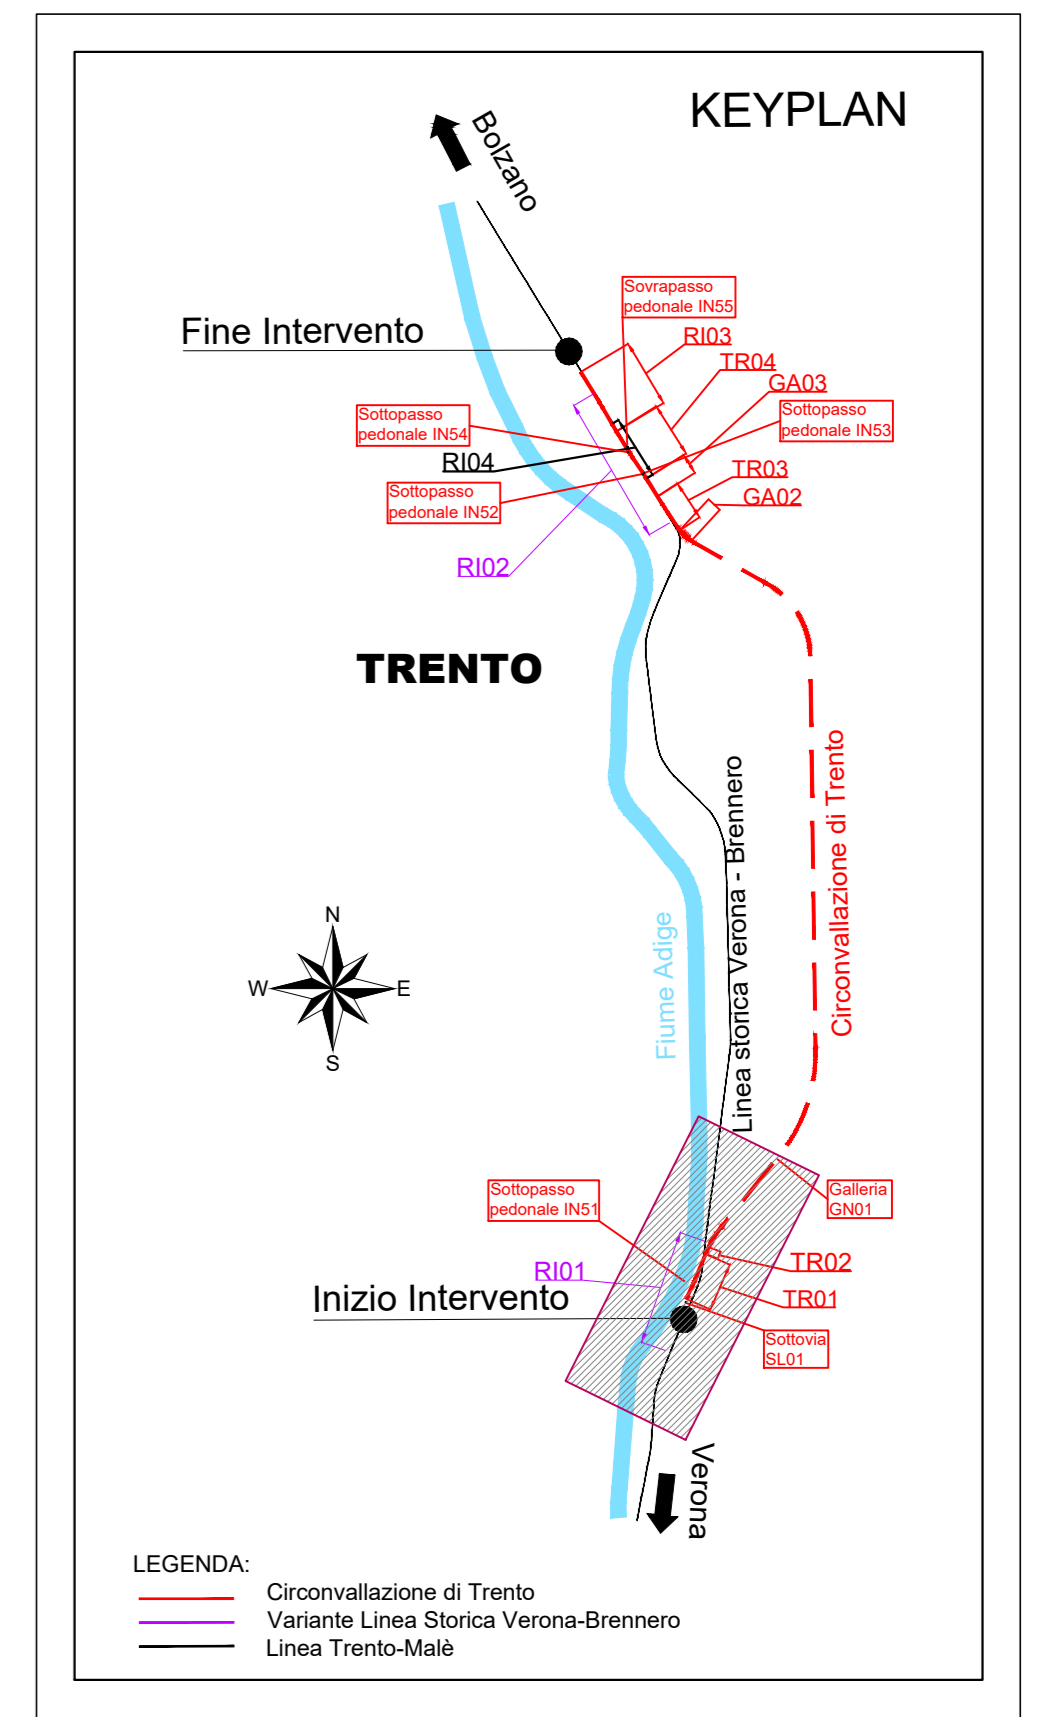 KEYPLAN
Bolzano
Sovrapasso
pedonale IN55
Fine Intervento
RI03
TR04
GA03
Sottopasso
pedonale IN54
Sottopasso
pedonale IN53
RI04
TR03
Sottopasso
pedonale IN52
GA02
RI02
TRENTO
Circonvallazione di Trento
Linea storica Verona - Brennero
Fiume Adige
N
W
E
S
Sottopasso
pedonale IN51
Galleria
GN01
RI01
TR02
Inizio Intervento
TR01
Sottovia
SL01
Verona
LEGENDA:
Circonvallazione di Trento
Variante Linea Storica Verona-Brennero
Linea Trento-Malè